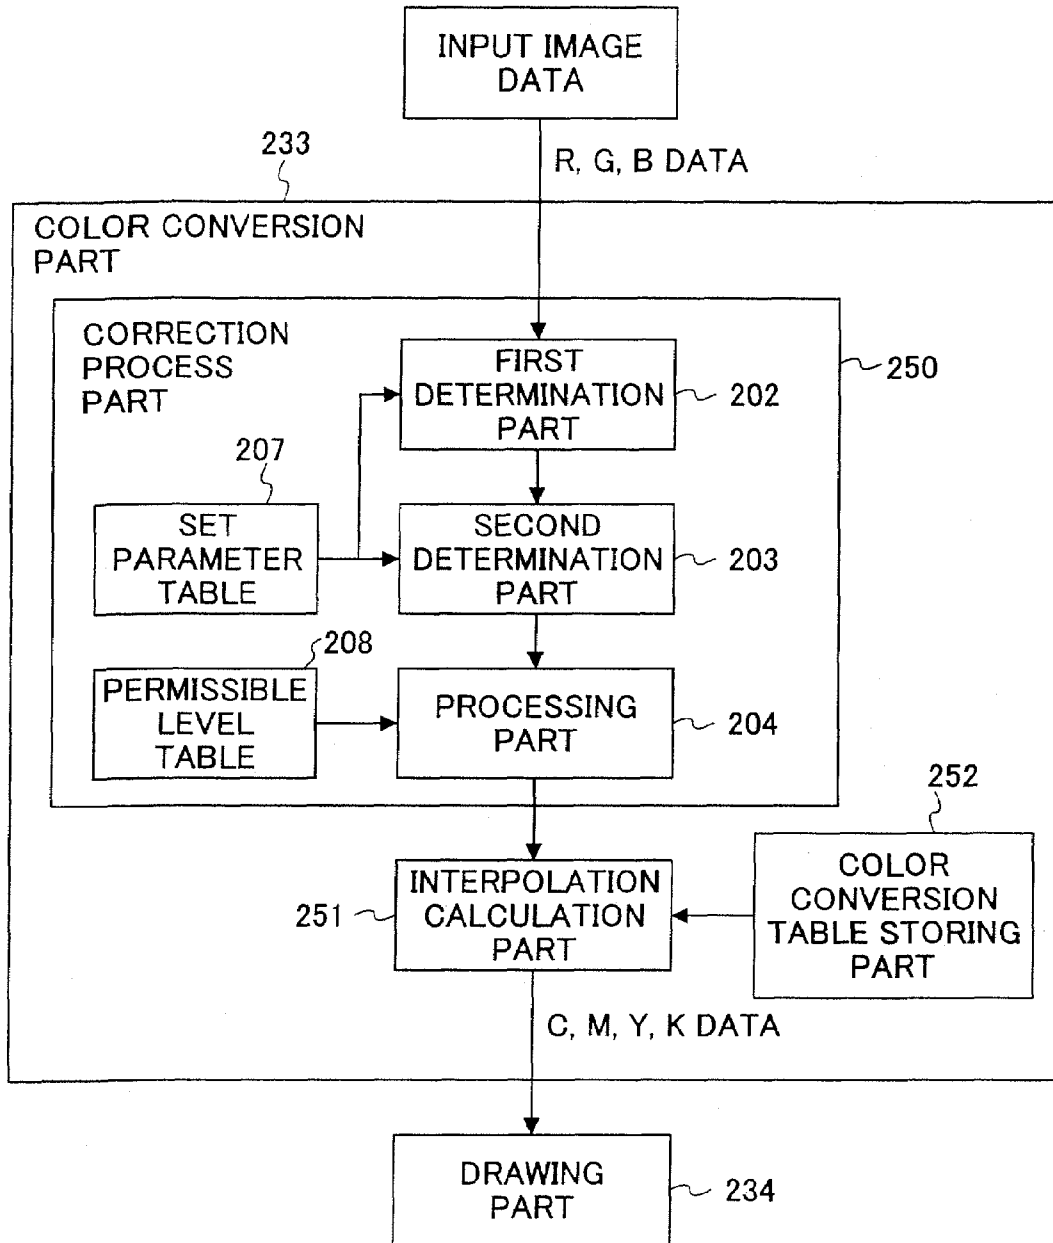 INPUT IMAGE
DATA
233
R, G, B DATA
COLOR CONVERSION
PART
CORRECTION
PROCESS
PART
FIRST
DETERMINATION
PART
202
250
207
SET
PARAMETER
TABLE
SECOND
DETERMINATION
PART
203
208
PERMISSIBLE
LEVEL
TABLE
PROCESSING
PART
204
252
251
INTERPOLATION
CALCULATION
PART
COLOR
CONVERSION
TABLE STORING
PART
C, M, Y, K DATA
DRAWING
PART
234